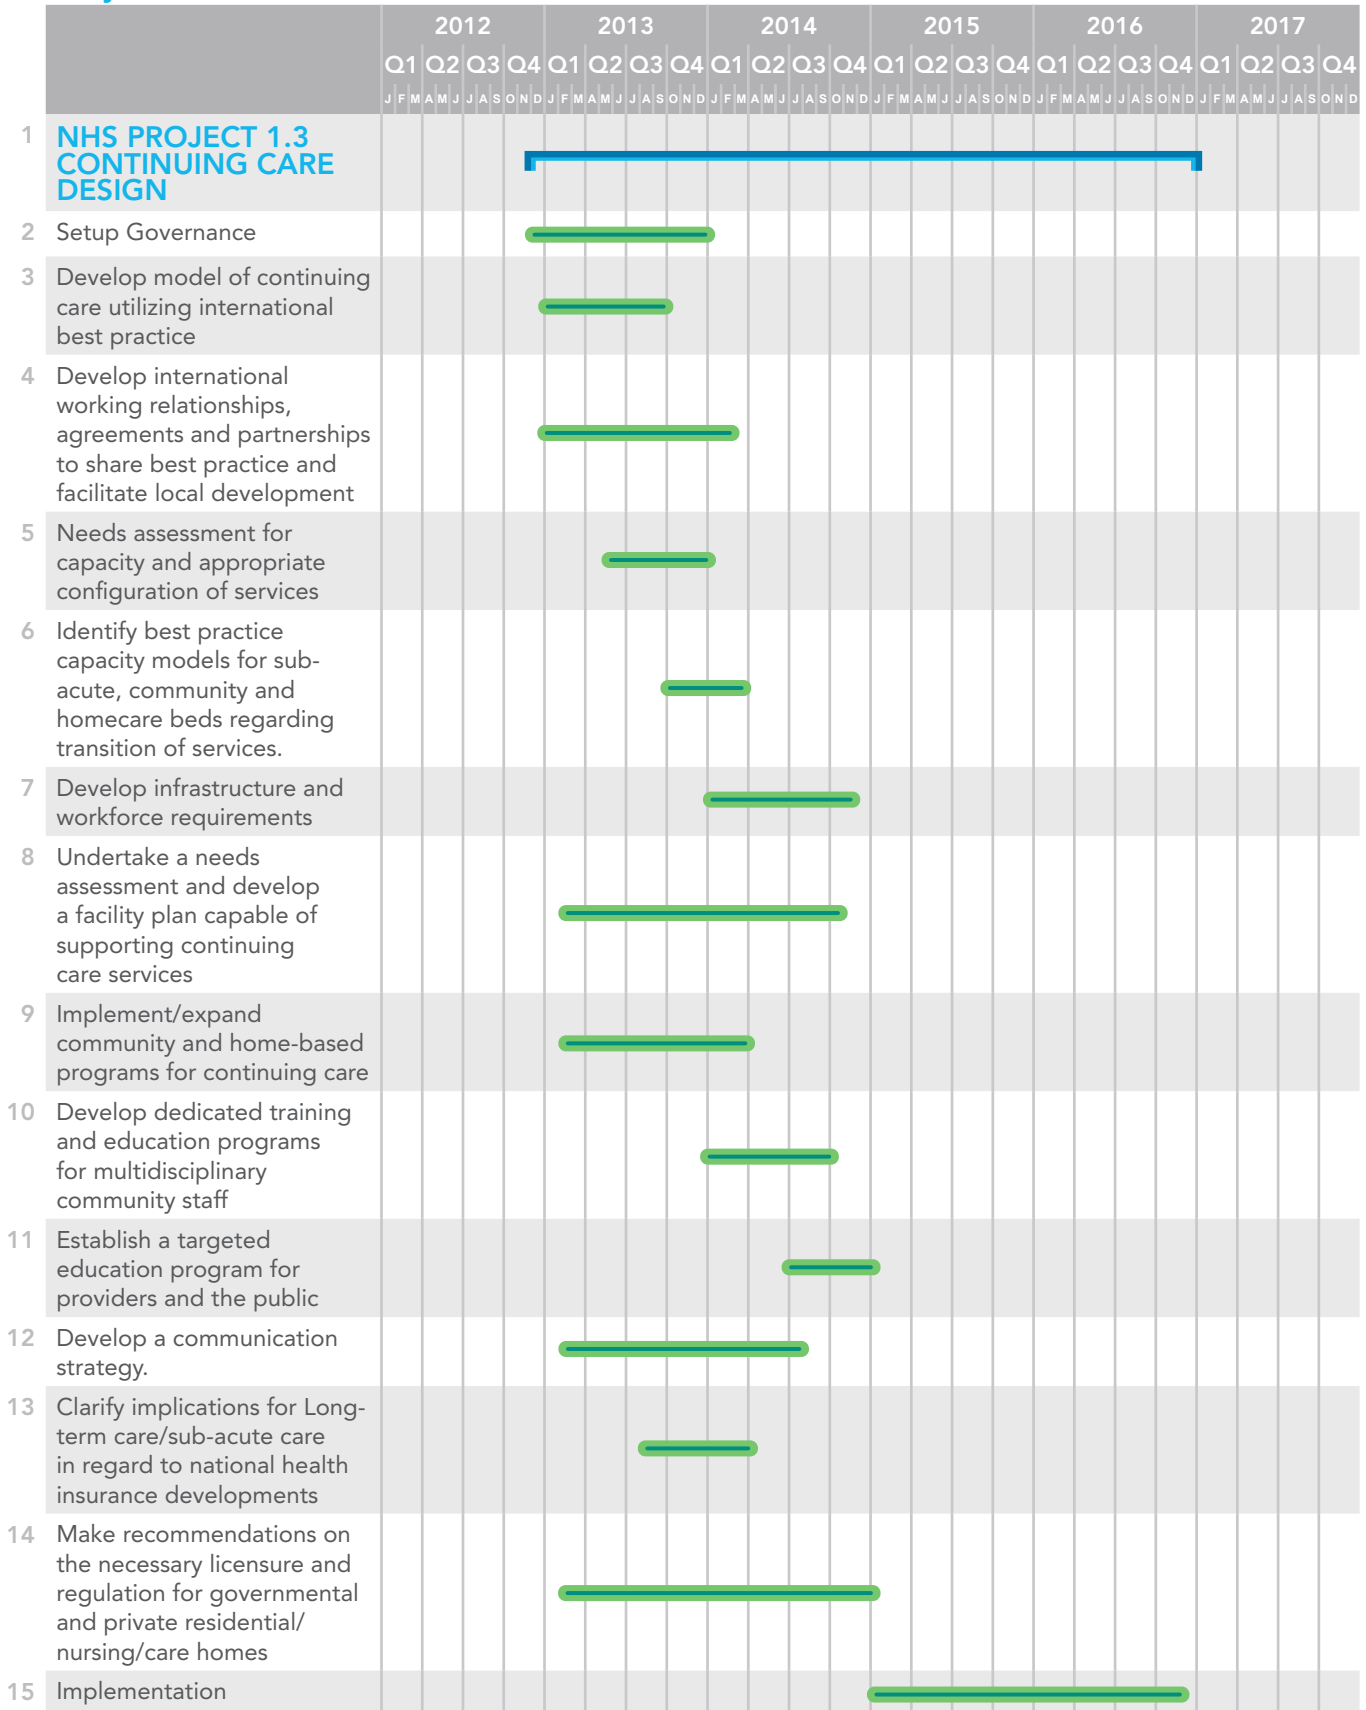 2012 2013 2014 2015 2016 2017
Q1 Q2 Q3 Q4 Q1 Q2 Q3 Q4 Q1 Q2 Q3 Q4 Q1 Q2 Q3 Q4 Q1 Q2 Q3 Q4 Q1 Q2 Q3 Q4
J F M A M J J A S O N D J F M A M J J A S O N D J F M A M J J A S O N D J F M A M J J A S O N D J F M A M J J A S O N D J F M A M J J A S O N D
1 NHS PROJECT 1.3
CONTINUING CARE
DESIGN
2 Setup Governance
3 Develop model of continuing
care utilizing international
best practice
4 Develop international
working relationships,
agreements and partnerships
to share best practice and
facilitate local development
5 Needs assessment for
capacity and appropriate
configuration of services
6 Identify best practice
capacity models for sub-
acute, community and
homecare beds regarding
transition of services.
7 Develop infrastructure and
workforce requirements
8 Undertake a needs
assessment and develop
a facility plan capable of
supporting continuing
care services
9 Implement/expand
community and home-based
programs for continuing care
10 Develop dedicated training
and education programs
for multidisciplinary
community staff
11 Establish a targeted
education program for
providers and the public
12 Develop a communication
strategy.
13 Clarify implications for Long-
term care/sub-acute care
in regard to national health
insurance developments
14 Make recommendations on
the necessary licensure and
regulation for governmental
and private residential/
nursing/care homes
15 Implementation